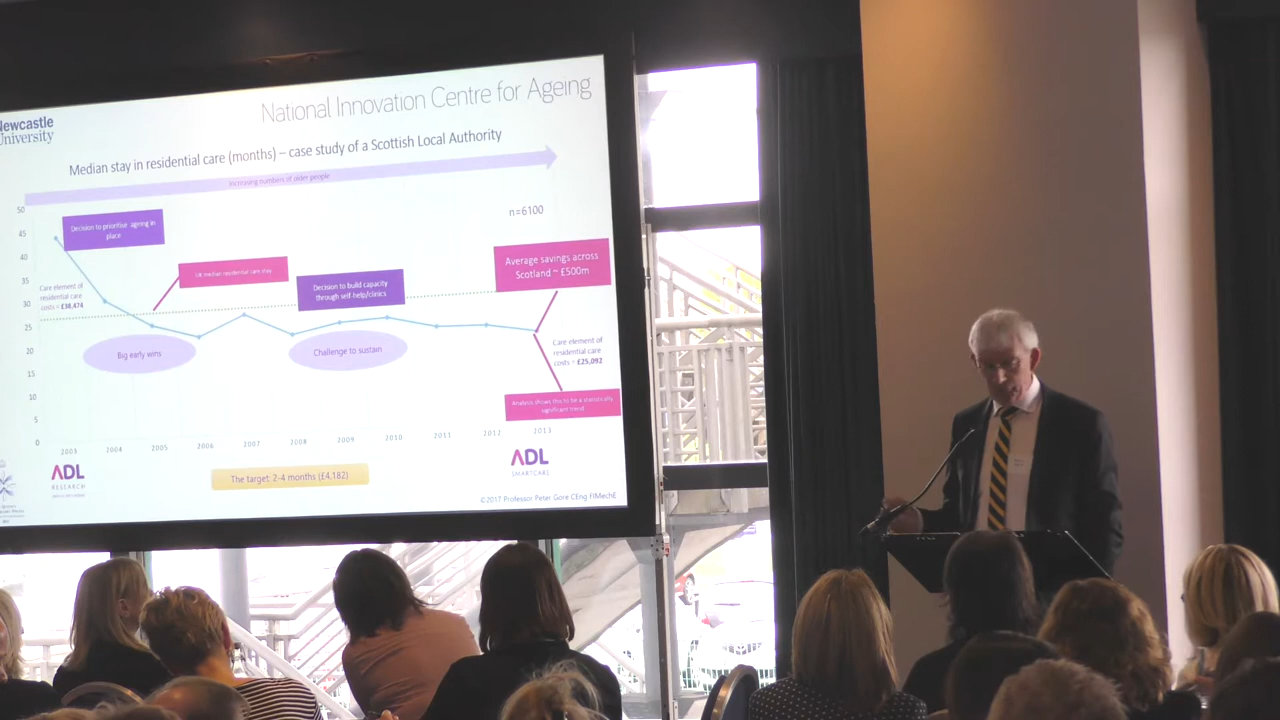 National Innovation Centre for Ageing
Newcastle
University
Median stay in residential care (months) – case study of a Scottish Local Authority
Increasing numbers of older people
50
45
40
35
30
25
20
15
10
5
0
Decision to prioritise ageing in
place
n=6100
UK median residential care stay
Decision to build capacity
through self-help/clinics
Average savings across
Scotland ~ £500m
Care element of
residential care
costs = £36,474
Big early wins
Challenge to sustain
Care element of
residential care
costs = £25,092
Analysis shows this to be a statistically
significant trend
2003 2004 2005 2006 2007 2008 2009 2010 2011 2012 2013
ADL
RESEARCH
The target: 2-4 months (£4,182)
ADL
SMARTCARE
©2017 Professor Peter Gore CEng FIMechE